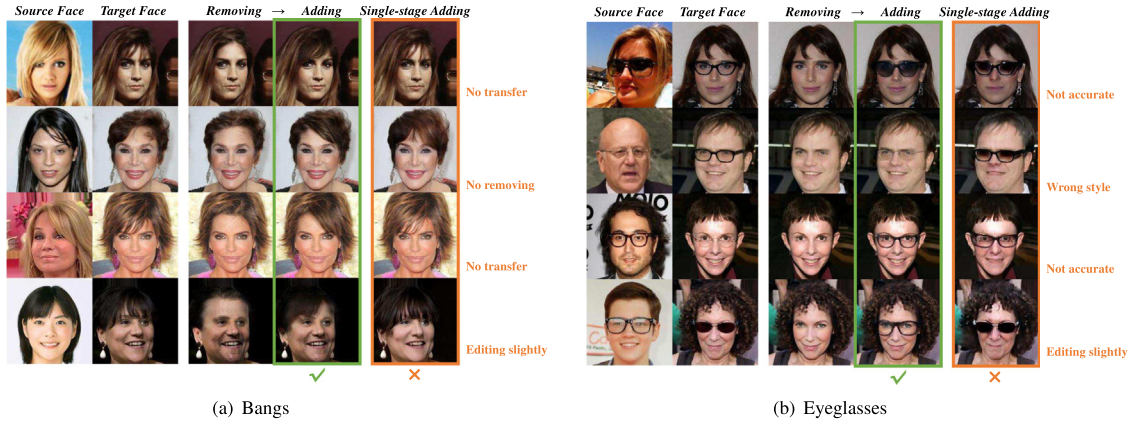 Source Face Target Face Removing → Adding Single-stage Adding
No transfer
No removing
No transfer
Editing slightly
✓ ×
(a) Bangs
Source Face Target Face Removing → Adding Single-stage Adding
MOJO
Not accurate
Wrong style
Not accurate
Editing slightly
✓ ×
(b) Eyeglasses